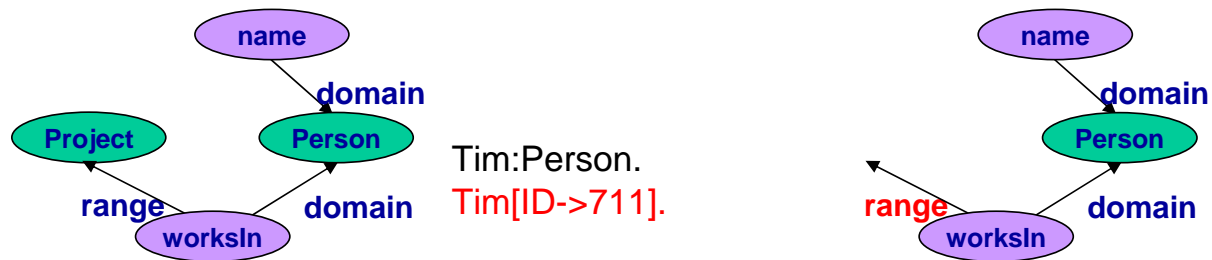 name
domain
Project
Person
range
domain
worksIn
Tim:Person.
Tim[ID->711].
name
domain
Person
range
domain
worksIn